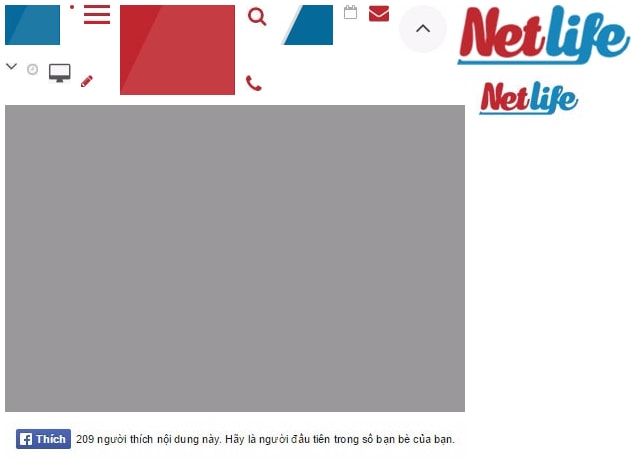 Netlife
Netlife
Thích 209 người thích nội dung này. Hãy là người đầu tiên trong số bạn bè của bạn.